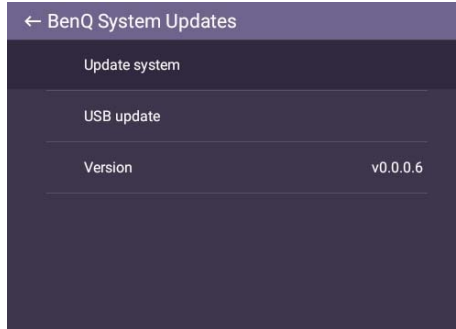 ← BenQ System Updates
Update system
USB update
Version v0.0.0.6